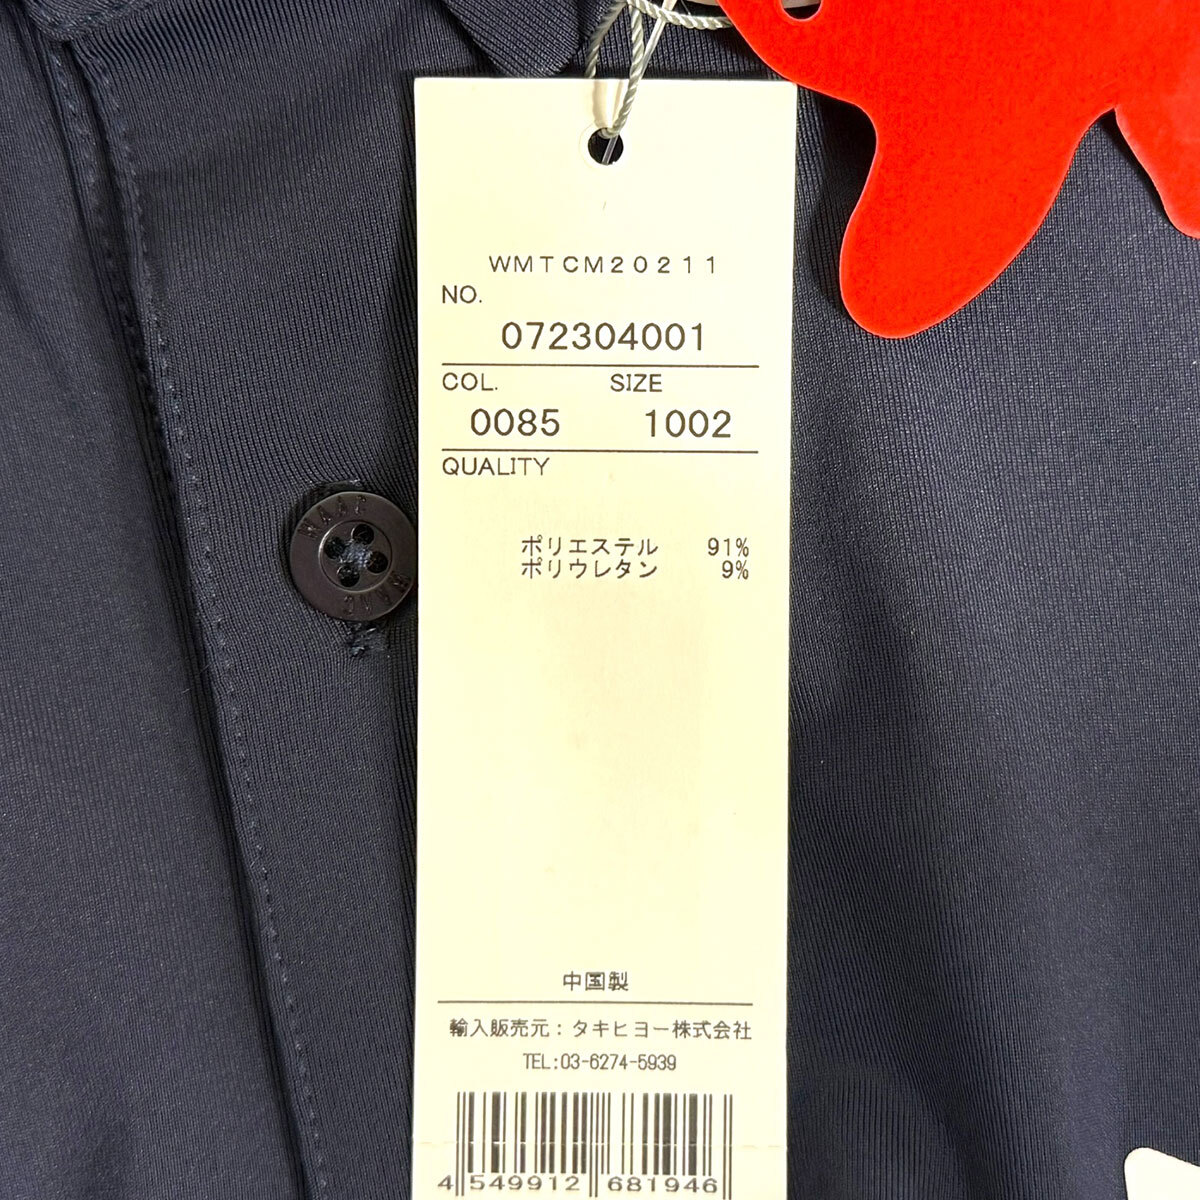 WMTCM20211
NO.
072304001
COL. SIZE
0085 1002
QUALITY
ポリエステル 91%
ポリウレタン 9%
WAAC
WAAC
中国製
輸入販売元：タキヒヨー株式会社
TEL:03-6274-5939
4 549912 681946